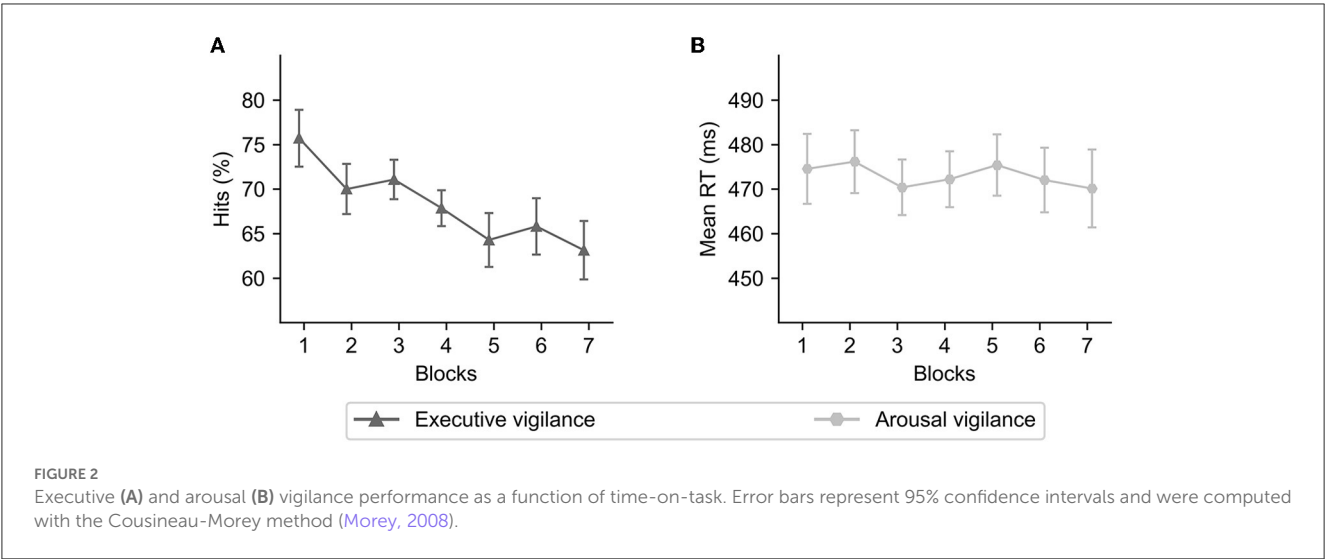 A
B
80
75
70
65
60
Hits (%)
1 2 3 4 5 6 7
Blocks
490
480
470
460
450
Mean RT (ms)
1 2 3 4 5 6 7
Blocks
Executive vigilance
Arousal vigilance
FIGURE 2
Executive (A) and arousal (B) vigilance performance as a function of time-on-task. Error bars represent 95% confidence intervals and were computed
with the Cousineau-Morey method (Morey, 2008).